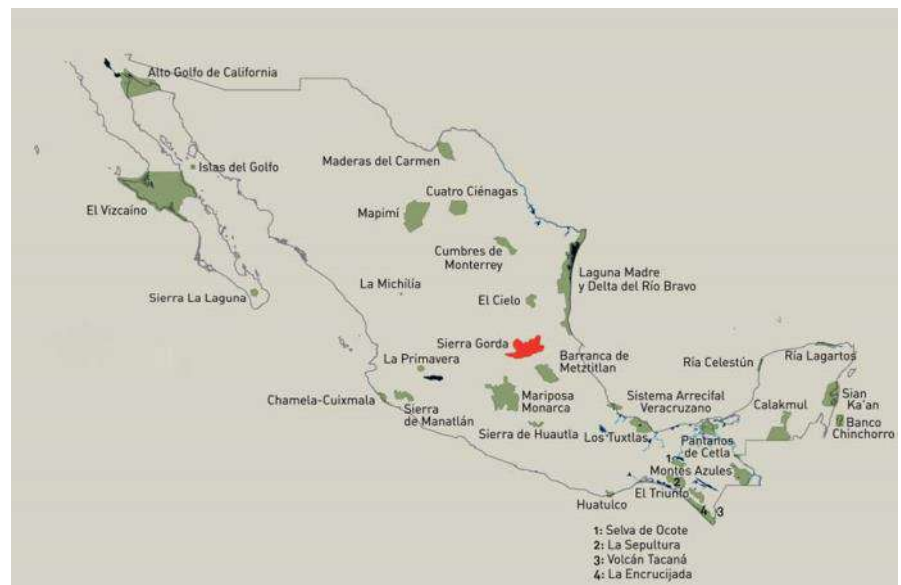 Alto Golfo de California
Islas del Golfo
El Vizcaíno
Sierra La Laguna
Maderas del Carmen
Cuatro Ciénagas
Mapimí
Cumbres de
Monterrey
La Michilía
Laguna Madre
y Delta del Río Bravo
El Cielo
Sierra Gorda
La Primavera
Barranca de
Metztitlan
Chamela-Cuixmala
Sierra
de Manatlán
Mariposa
Monarca
Sierra de Huautla
Sistema Arrecifal
Veracruzano
Los Tuxtlas
Ría Celestún
Ría Lagartos
Calakmul
Sian
Ka'an
Banco
Chinchorro
Pantanos
de Cetla
1
Montes Azules
2
El Triunfo
Huatulco
4
3
1: Selva de Ocote
2: La Sepultura
3: Volcán Tacaná
4: La Encrucijada